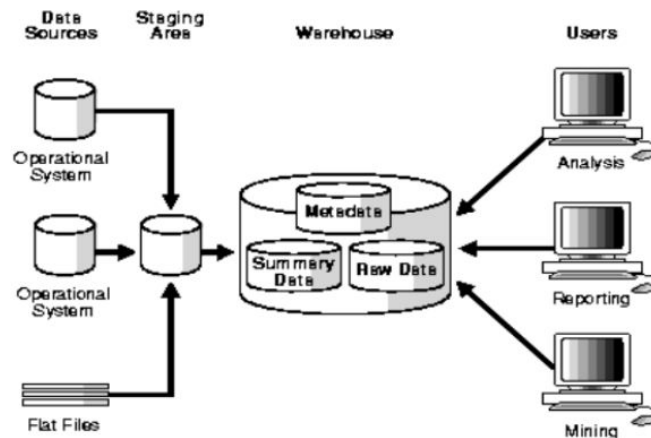 Data
Sources
Staging
Area
Warehouse
Users
Operational
System
Operational
System
Flat Files
Metadata
Summary
Data
Raw Data
Analysis
Reporting
Mining